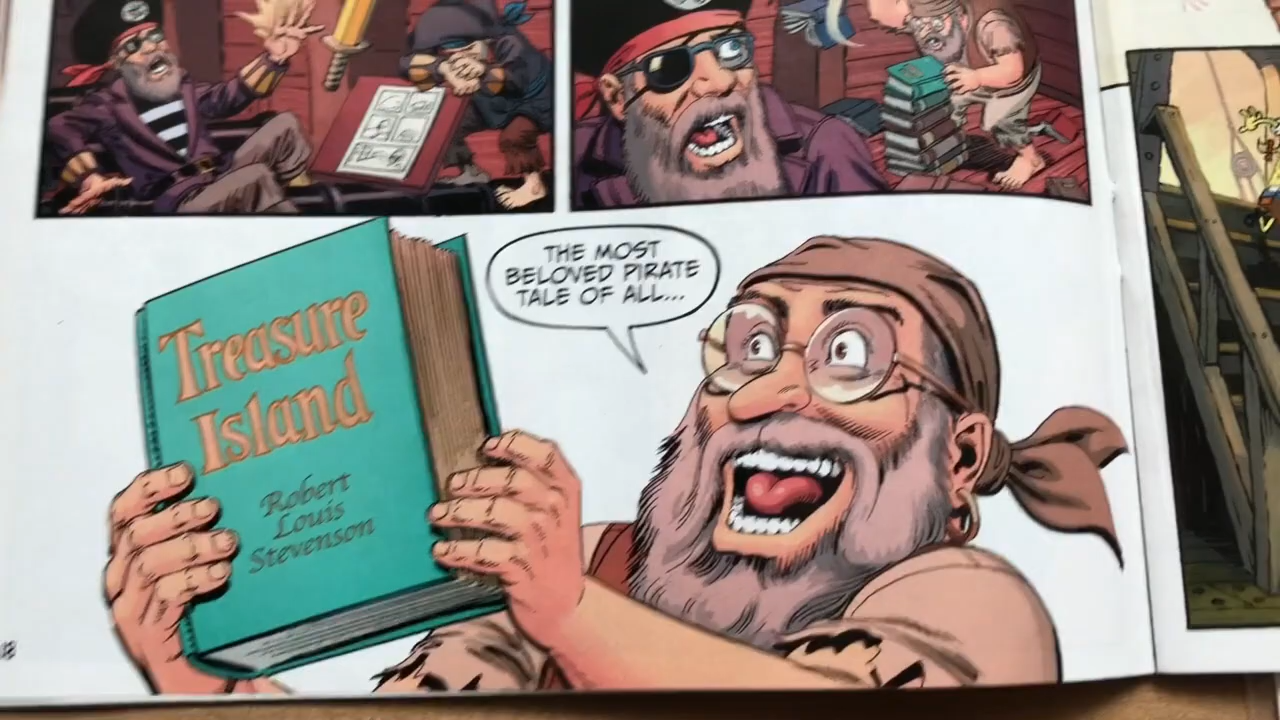 THE MOST
BELOVED PIRATE
TALE OF ALL...
Treasure
Island
Robert
Louis
Stevenson